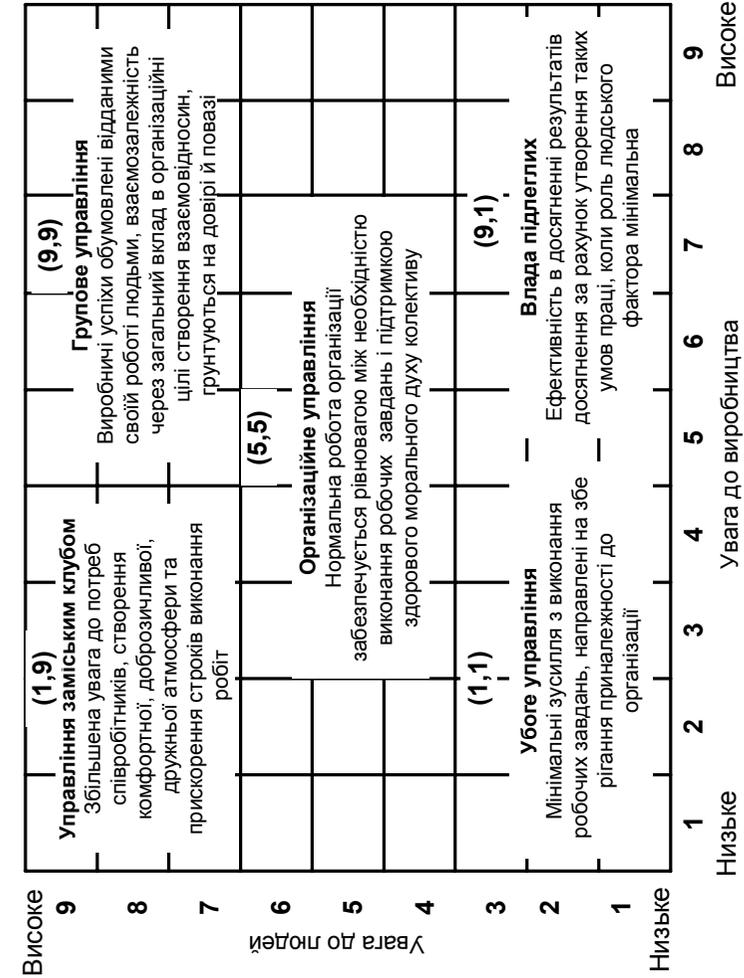 Високе
9
8
7
6
5
4
3
2
1
Низьке
Увага до людей
(1,9)
Управління заміським клубом
Збільшена увага до потреб
співробітників, створення
комфортної, доброзичливої,
дружньої атмосфери та
прискорення строків виконання
робіт
(9,9)
Групове управління
Виробничі успіхи обумовлені відданими
своїй роботі людьми, взаємозалежність
через загальний вклад в організаційні
цілі створення взаємовідносин,
грунтуються на довірі й повазі
(5,5)
Організаційне управління
Нормальна робота організації
забезпечується рівновагою між необхідністю
виконання робочих завдань і підтримкою
здорового морального духу колективу
(1,1)
Убоге управління
Мінімальні зусилля з виконання
робочих завдань, направлені на збе
рігання приналежності до
організації
(9,1)
Влада підлеглих
Ефективність в досягненні результатів
досягнення за рахунок утворення таких
умов праці, коли роль людського
фактора мінімальна
1 2 3 4 5 6 7 8 9
Низьке Увага до виробництва Високе